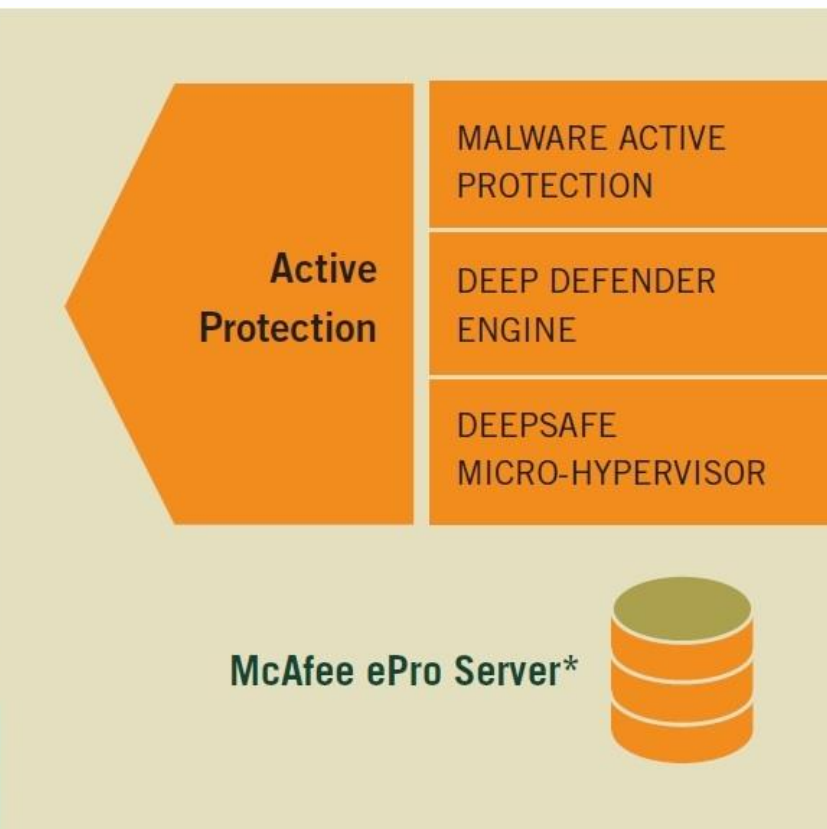 Active
Protection
MALWARE ACTIVE
PROTECTION
DEEP DEFENDER
ENGINE
DEEPSAFE
MICRO-HYPERVISOR
McAfee ePro Server*